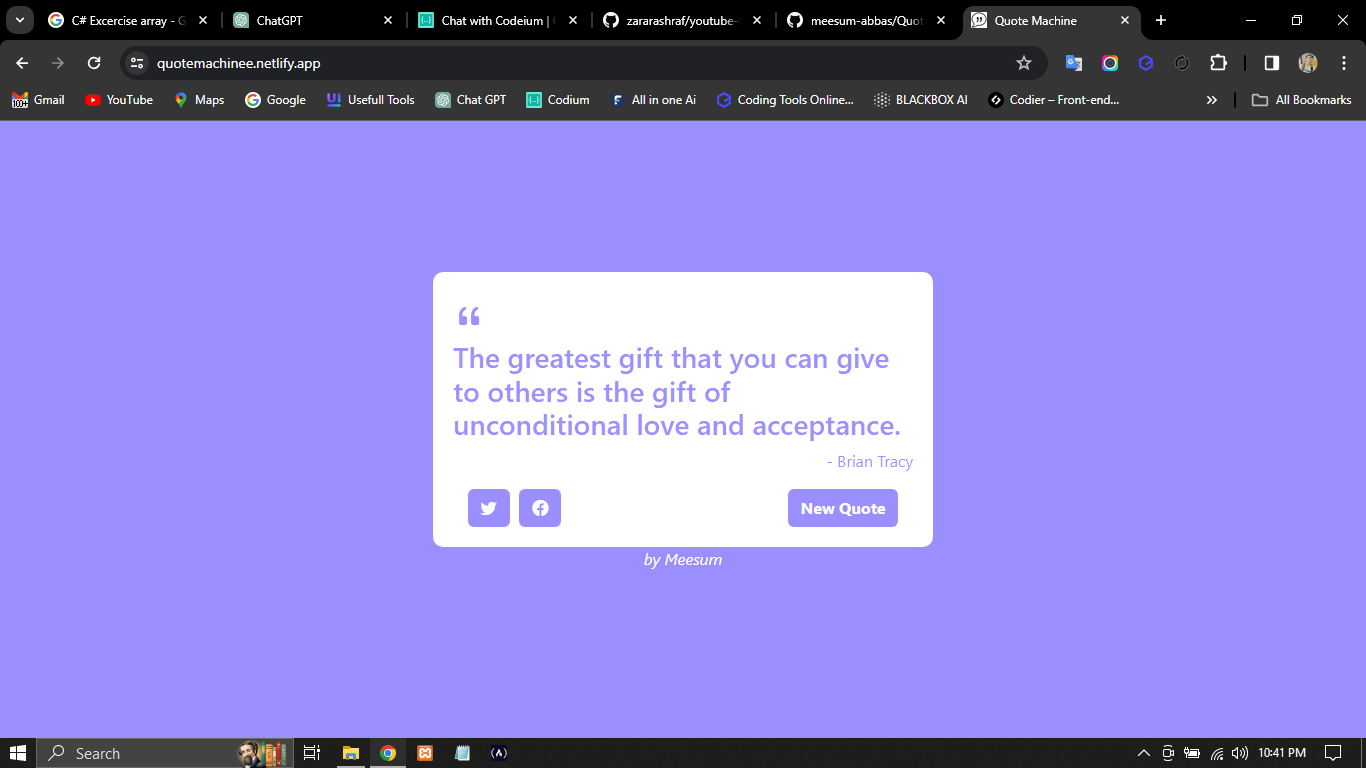 C# Excercise array - G
ChatGPT
Chat with Codeium |
zararashraf/youtube-
meesum-abbas/Quot
Quote Machine
quotemachinee.netlify.app
Gmail
YouTube
Maps
Google
Usefull Tools
Chat GPT
Codium
All in one Ai
Coding Tools Online...
BLACKBOX AI
Codier – Front-end...
All Bookmarks
The greatest gift that you can give
to others is the gift of
unconditional love and acceptance.
- Brian Tracy
New Quote
by Meesum
Search
10:41 PM